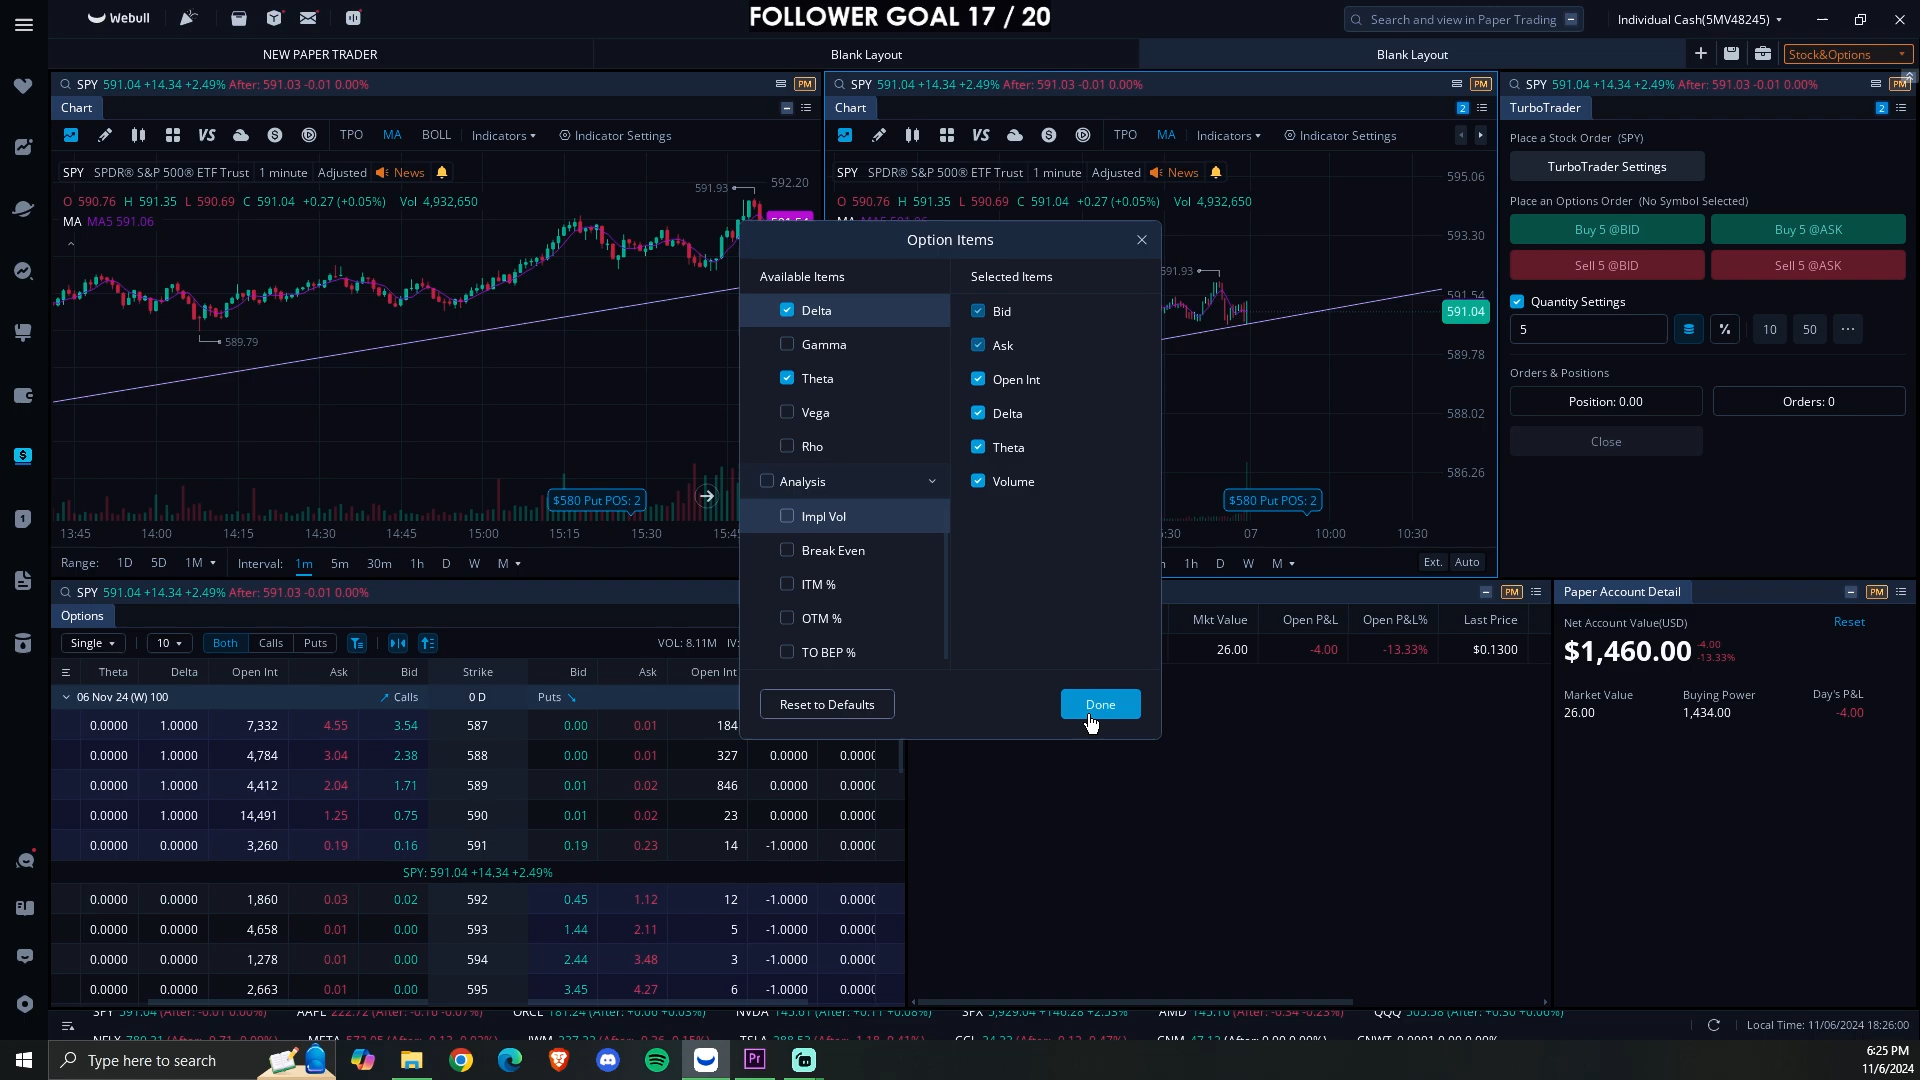 Webull
FOLLOWER GOAL 17 / 20
Search and view in Paper Trading
Individual Cash(5MV48245)
NEW PAPER TRADER
Blank Layout
Blank Layout
Stock&Options
SPY 591.04 +14.34 +2.49% After: 591.03 -0.01 0.00%
PM
SPY 591.04 +14.34 +2.49% After: 591.03 -0.01 0.00%
PM
SPY 591.04 +14.34 +2.49% After: 591.03 -0.01 0.00%
PM
Chart
Chart
2
TurboTrader
2
VS TPO MA BOLL Indicators Indicator Settings
VS TPO MA Indicators Indicator Settings
SPY SPDR® S&P 500® ETF Trust 1 minute Adjusted News
O 590.76 H 591.35 L 590.69 C 591.04 +0.27 (+0.05%) Vol 4,932,650
MA MA5 591.06
591.93
592.20
589.79
$580 Put POS: 2
13:45 14:00 14:15 14:30 14:45 15:00 15:15 15:30
Range: 1D 5D 1M Interval: 1m 5m 30m 1h D W M
SPY SPDR® S&P 500® ETF Trust 1 minute Adjusted News
O 590.76 H 591.35 L 590.69 C 591.04 +0.27 (+0.05%) Vol 4,932,650
595.06
593.30
591.54
591.04
589.78
588.02
586.26
$580 Put POS: 2
07 10:00 10:30
1h D W M Ext. Auto
Place a Stock Order (SPY)
TurboTrader Settings
Place an Options Order (No Symbol Selected)
Buy 5 @BID
Buy 5 @ASK
Sell 5 @BID
Sell 5 @ASK
Quantity Settings
5 % 10 50 ···
Orders & Positions
Position: 0.00
Orders: 0
Close
Option Items
Available Items
Delta
Gamma
Theta
Vega
Rho
Analysis
Impl Vol
Break Even
ITM %
OTM %
TO BEP %
Selected Items
Bid
Ask
Open Int
Delta
Theta
Volume
Reset to Defaults
Done
SPY 591.04 +14.34 +2.49% After: 591.03 -0.01 0.00%
Options
Single 10 Both Calls Puts VOL: 8.11M
Theta Delta Open Int Ask Bid Strike Bid Ask Open Int
06 Nov 24 (W) 100 Calls 0 D Puts
0.0000 1.0000 7,332 4.55 3.54 587 0.00 0.01 184
0.0000 1.0000 4,784 3.04 2.38 588 0.00 0.01 327 0.0000 0.0000
0.0000 1.0000 4,412 2.04 1.71 589 0.01 0.02 846 0.0000 0.0000
0.0000 1.0000 14,491 1.25 0.75 590 0.01 0.02 23 0.0000 0.0000
0.0000 0.0000 3,260 0.19 0.16 591 0.19 0.23 14 -1.0000 0.0000
SPY: 591.04 +14.34 +2.49%
0.0000 0.0000 1,860 0.03 0.02 592 0.45 1.12 12 -1.0000 0.0000
0.0000 0.0000 4,658 0.01 0.00 593 1.44 2.11 5 -1.0000 0.0000
0.0000 0.0000 1,278 0.01 0.00 594 2.44 3.48 3 -1.0000 0.0000
0.0000 0.0000 2,663 0.01 0.00 595 3.45 4.27 6 -1.0000 0.0000
PM
Mkt Value Open P&L Open P&L% Last Price
26.00 -4.00 -13.33% $0.1300
Paper Account Detail
PM
Net Account Value(USD)
Reset
$1,460.00 -4.00
-13.33%
Market Value Buying Power Day's P&L
26.00 1,434.00 -4.00
Local Time: 11/06/2024 18:26:00
Type here to search
Pr
6:25 PM
11/6/2024